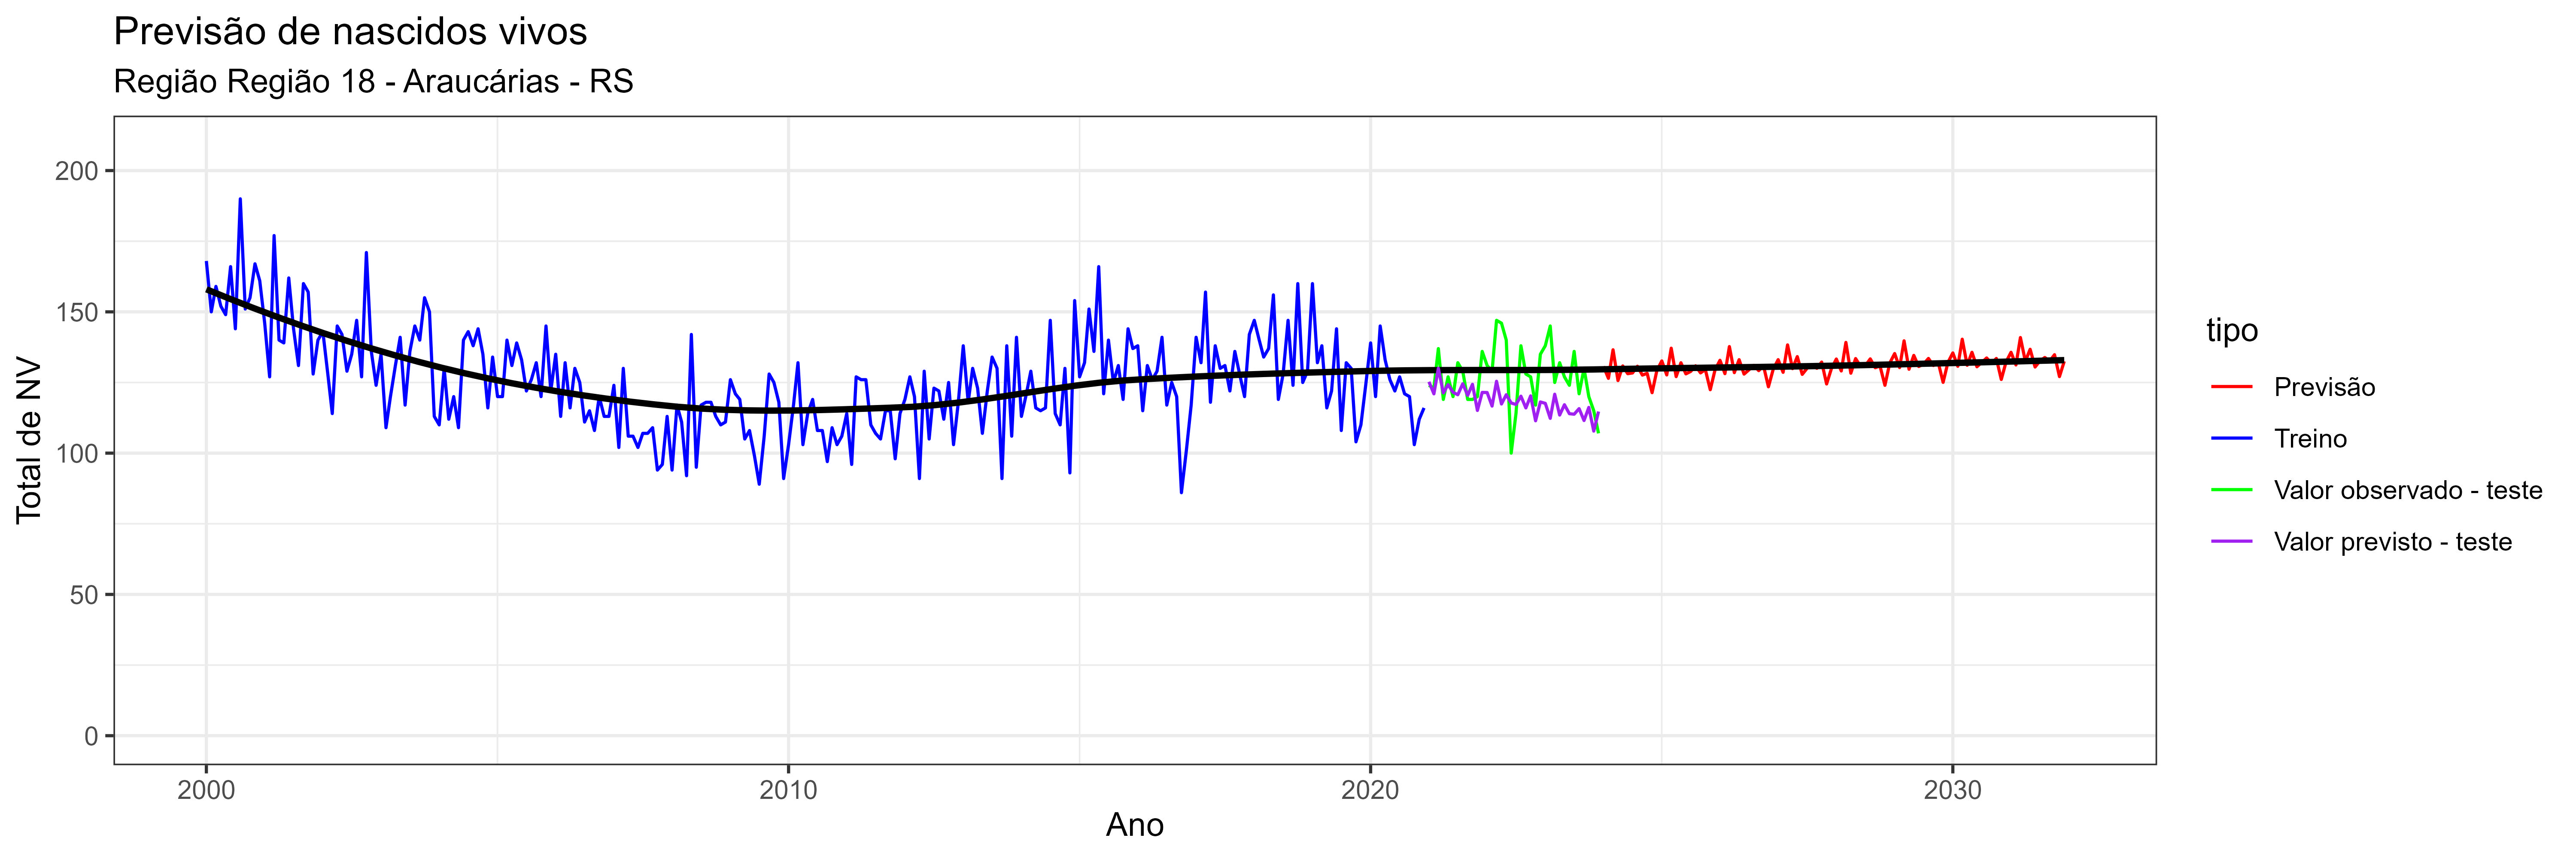 Previsão de nascidos vivos
Região Região 18 - Araucárias - RS
Total de NV
200
150
100
50
0
2000
2010
2020
2030
Ano
tipo
Previsão
Treino
Valor observado - teste
Valor previsto - teste